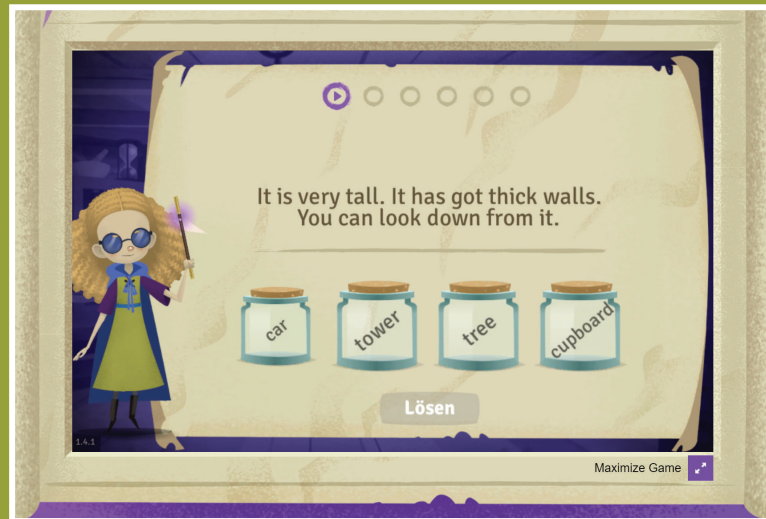 It is very tall. It has got thick walls.
You can look down from it.
car
tower
tree
cupboard
Lösen
1.4.1
Maximize Game